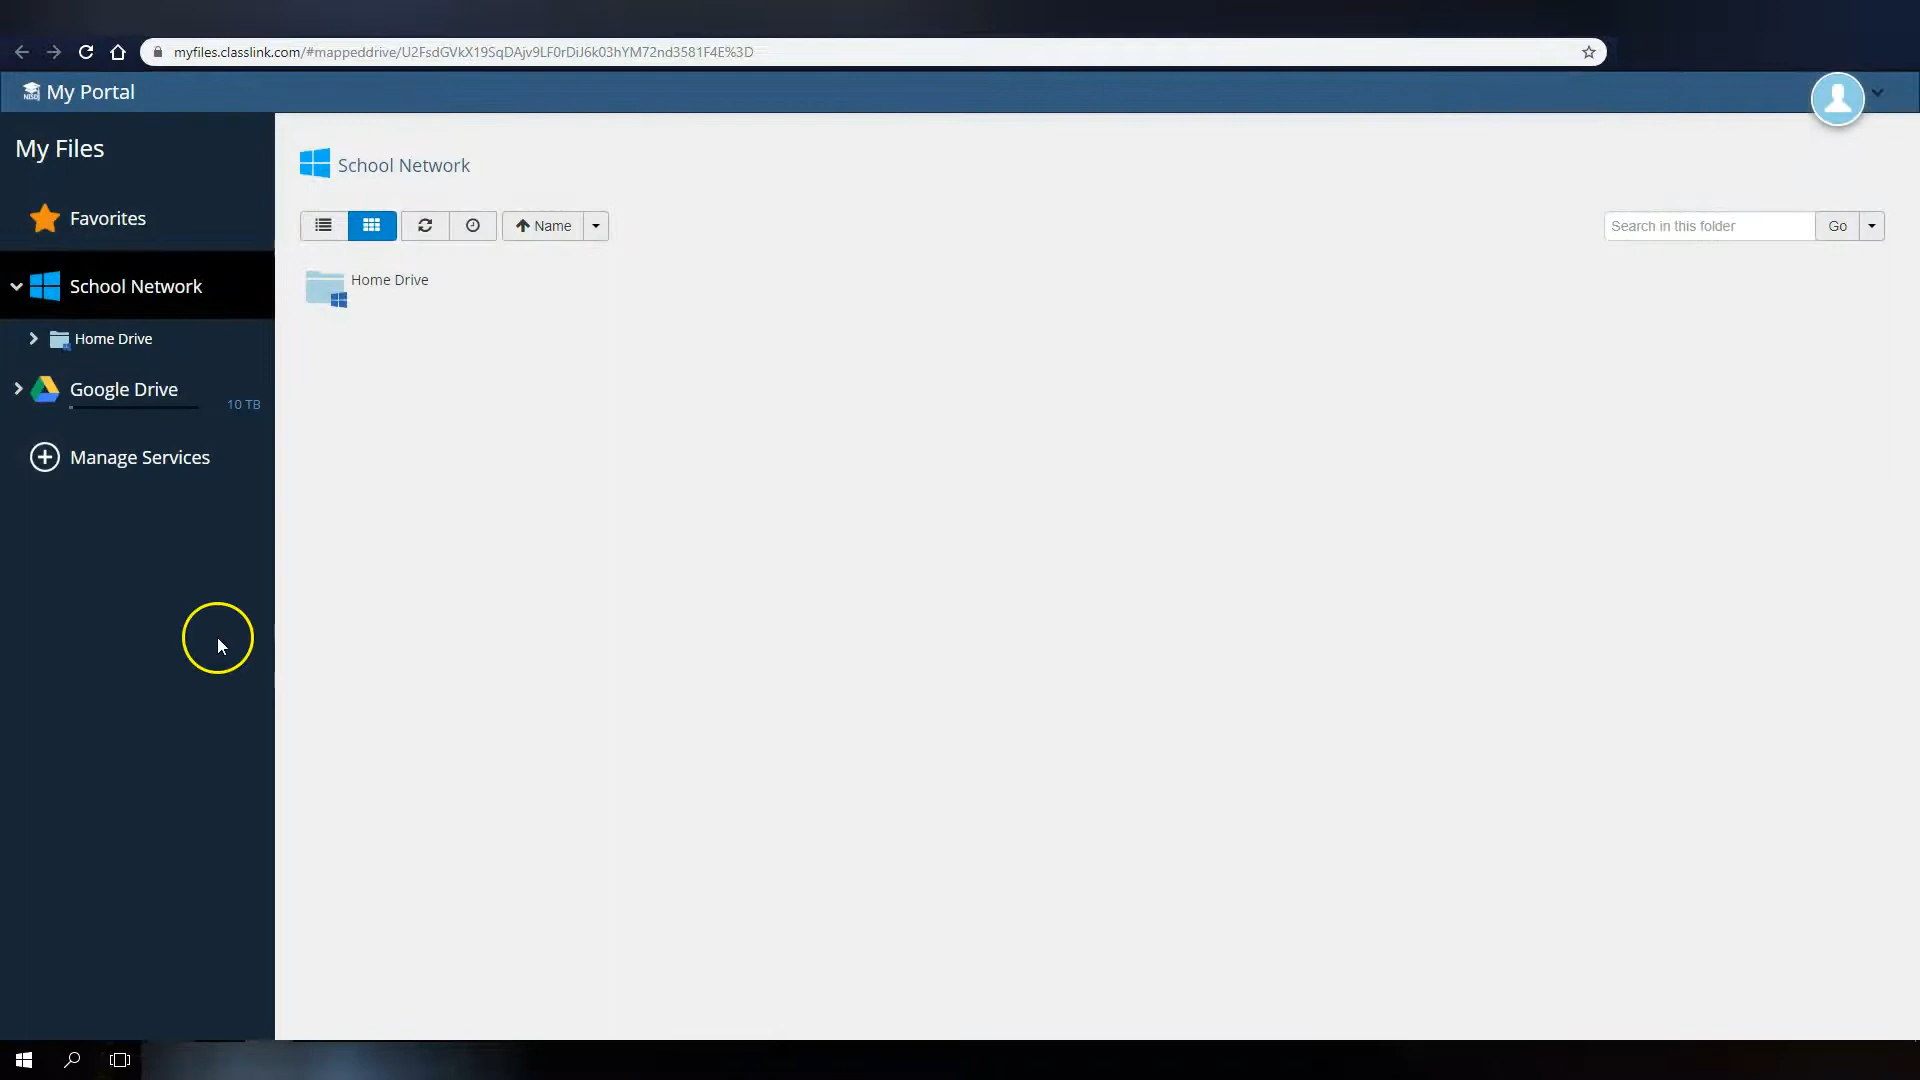 myfiles.classlink.com/#mappeddrive/U2FsdGVkX19SqDAjv9LF0rDiJ6k03hYM72nd3581F4E%3D
NISD My Portal
My Files
Favorites
School Network
Home Drive
Google Drive
10 TB
Manage Services
School Network
Name
Search in this folder
Go
Home Drive